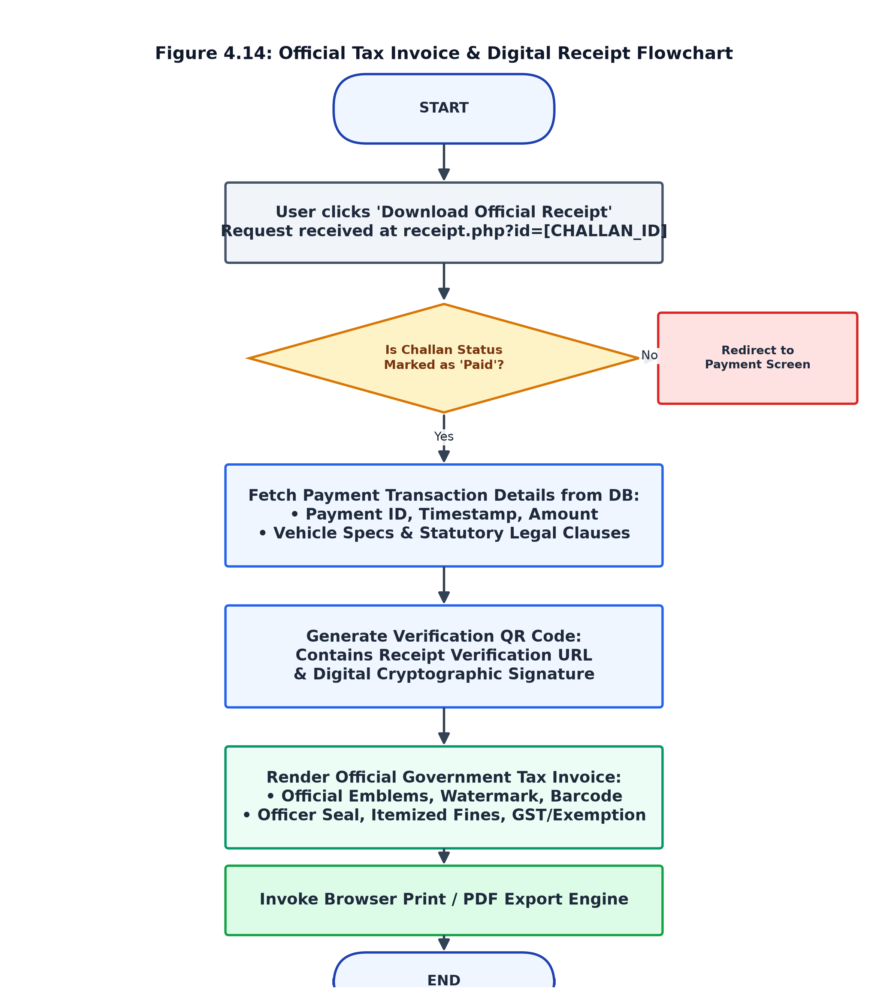 Figure 4.14: Official Tax Invoice & Digital Receipt Flowchart
START
User clicks 'Download Official Receipt'
Request received at receipt.php?id=[CHALLAN_ID]
Is Challan Status
Marked as 'Paid'?
No
Redirect to
Payment Screen
Yes
Fetch Payment Transaction Details from DB:
• Payment ID, Timestamp, Amount
• Vehicle Specs & Statutory Legal Clauses
Generate Verification QR Code:
Contains Receipt Verification URL
& Digital Cryptographic Signature
Render Official Government Tax Invoice:
• Official Emblems, Watermark, Barcode
• Officer Seal, Itemized Fines, GST/Exemption
Invoke Browser Print / PDF Export Engine
END